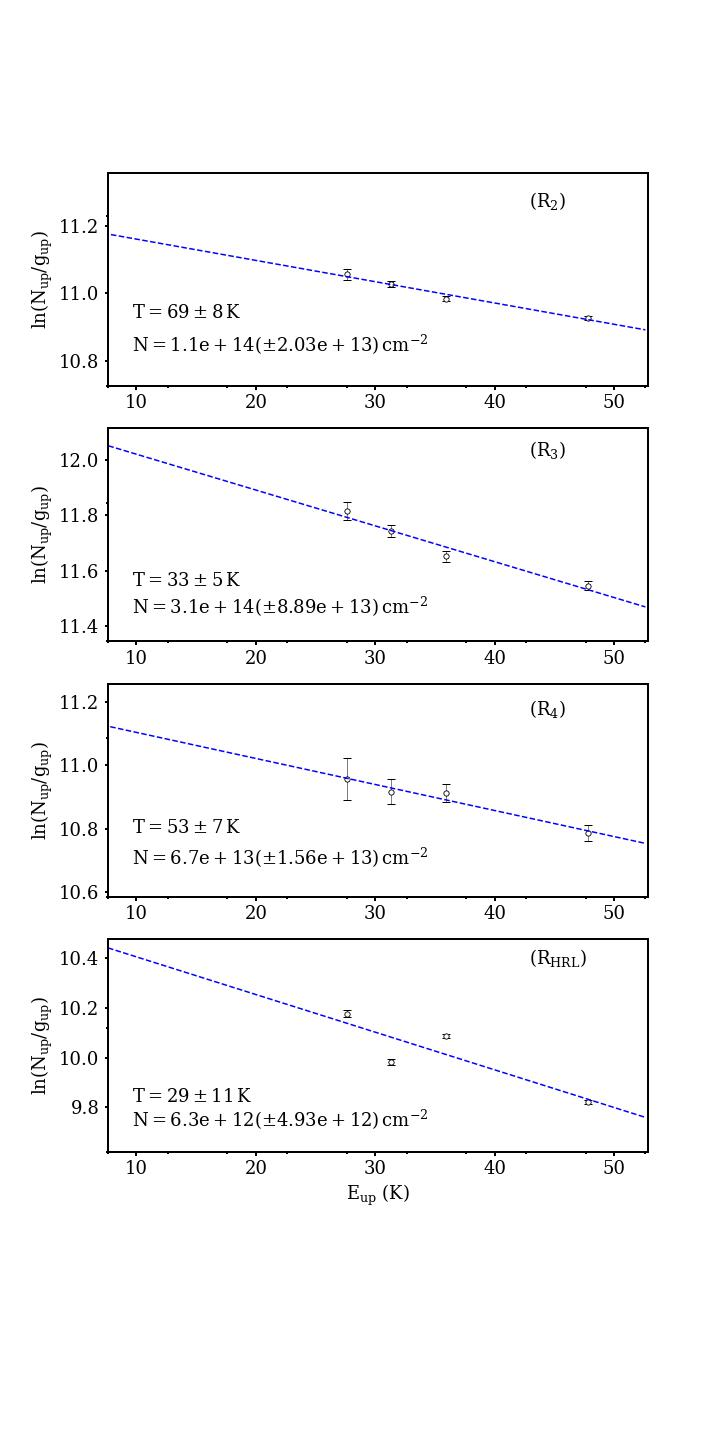 (R2)
ln(Nup/gup)
11.2
11.0
10.8
T = 69 ± 8 K
N = 1.1e + 14(±2.03e + 13) cm−2
10 20 30 40 50
(R3)
ln(Nup/gup)
12.0
11.8
11.6
11.4
T = 33 ± 5 K
N = 3.1e + 14(±8.89e + 13) cm−2
10 20 30 40 50
(R4)
ln(Nup/gup)
11.2
11.0
10.8
10.6
T = 53 ± 7 K
N = 6.7e + 13(±1.56e + 13) cm−2
10 20 30 40 50
(RHRL)
ln(Nup/gup)
10.4
10.2
10.0
9.8
T = 29 ± 11 K
N = 6.3e + 12(±4.93e + 12) cm−2
10 20 30 40 50
Eup (K)